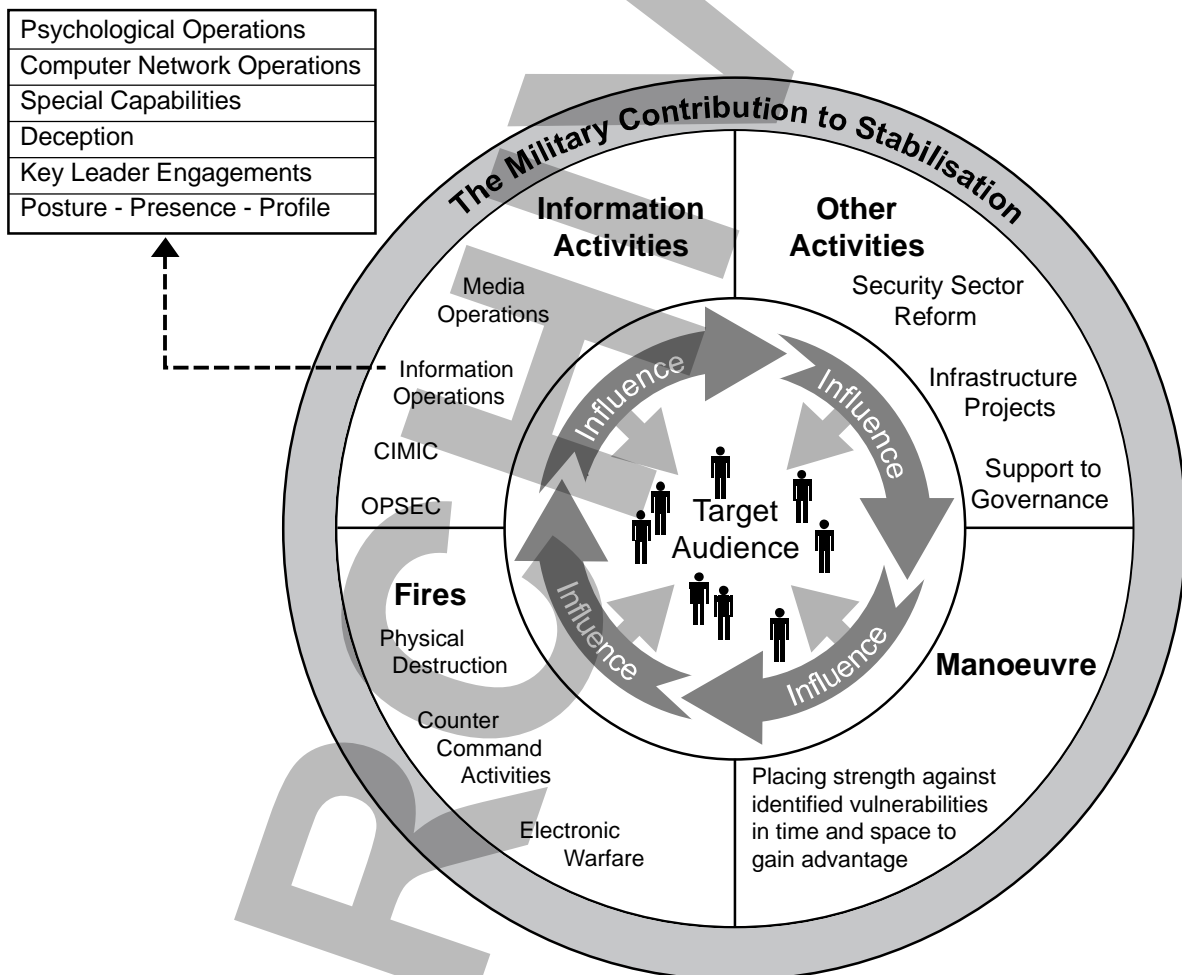 Psychological Operations
Computer Network Operations
Special Capabilities
Deception
Key Leader Engagements
Posture - Presence - Profile
The Military Contribution to Stabilisation
Information
Activities
Media
Operations
Information
Operations
CIMIC
OPSEC
Other
Activities
Security Sector
Reform
Infrastructure
Projects
Support to
Governance
Influence
Influence
Influence
Influence
Target
Audience
Fires
Physical
Destruction
Counter
Command
Activities
Electronic
Warfare
Manoeuvre
Placing strength against
identified vulnerabilities
in time and space to
gain advantage